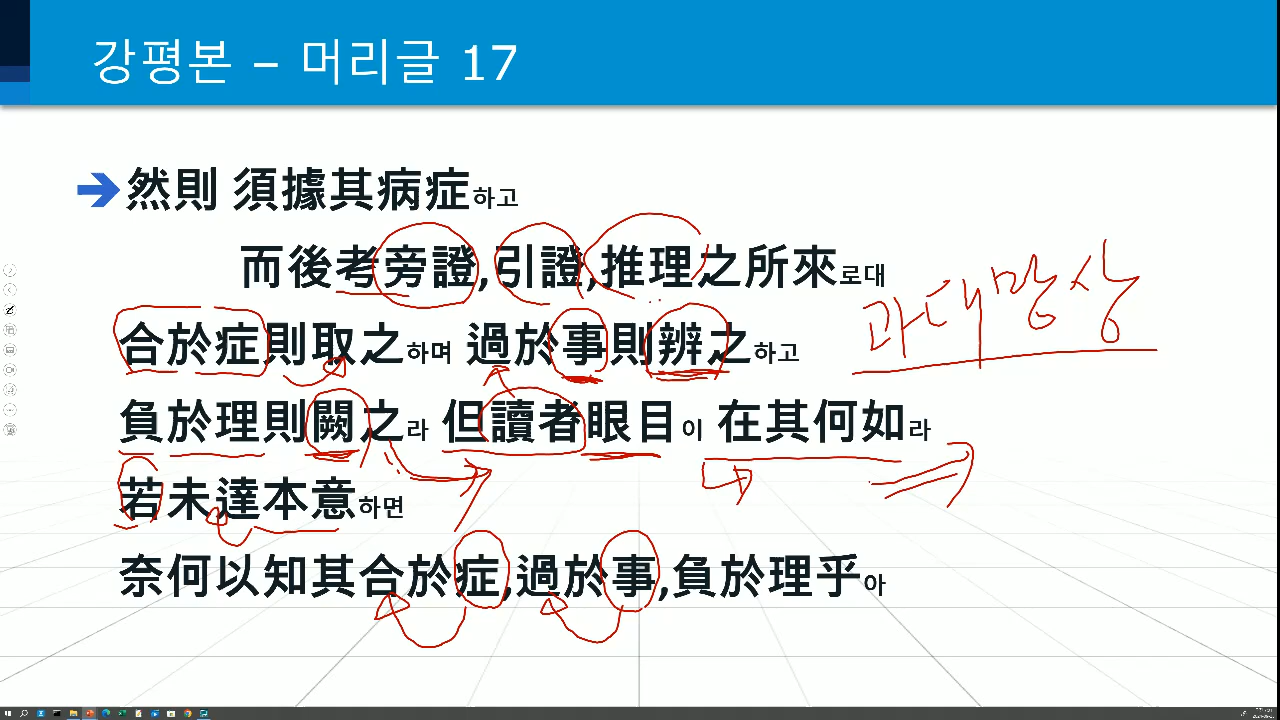 강평본 – 머리글 17
然則 須據其病症하고
而後考旁證,引證,推理之所來로대
과대망상
合於症則取之하며 過於事則辨之하고
負於理則闕之라 但讀者眼目이 在其何如라
若未達本意하면
奈何以知其合於症,過於事,負於理乎아